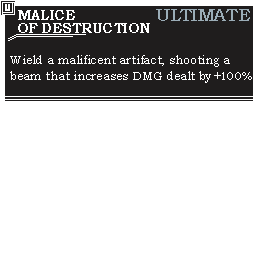 U
MALICE
OF DESTRUCTION
ULTIMATE
Wield a malificent artifact, shooting a
beam that increases DMG dealt by +100%